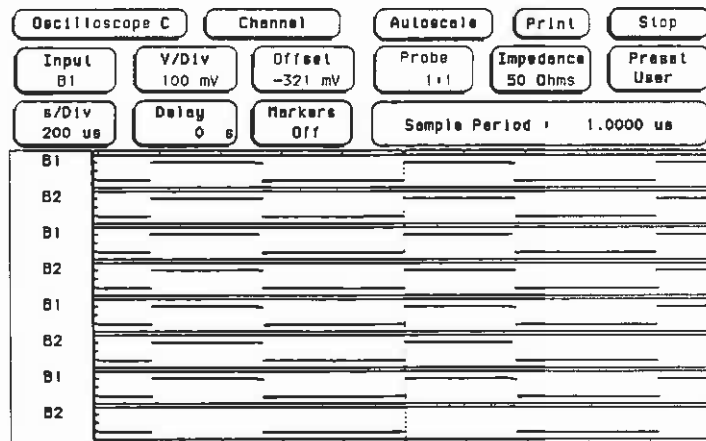 Oscilloscope C Channel Autoscale Print Stop
Input V/Div Offset Probe Impedance Preset
B1 100 mV -321 mV 1:1 50 Ohms User
s/Div Delay Markers Sample Period : 1.0000 us
200 us 0 s Off
B1
B2
B1
B2
B1
B2
B1
B2